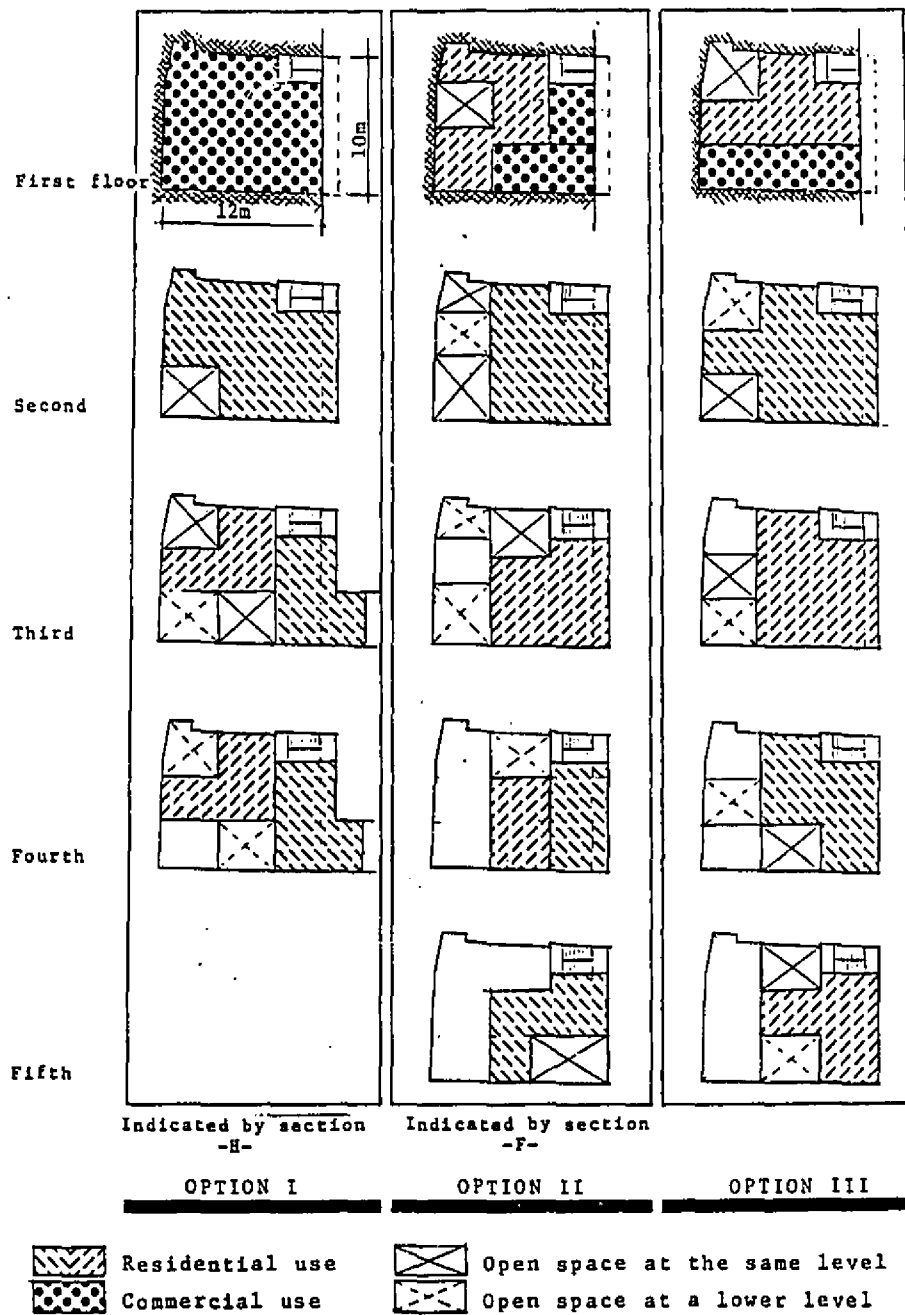 First floor
10m
12m
Second
Third
Fourth
Fifth
Indicated by section
-H-
Indicated by section
-F-
OPTION I
OPTION II
OPTION III
Residential use
Open space at the same level
Commercial use
Open space at a lower level